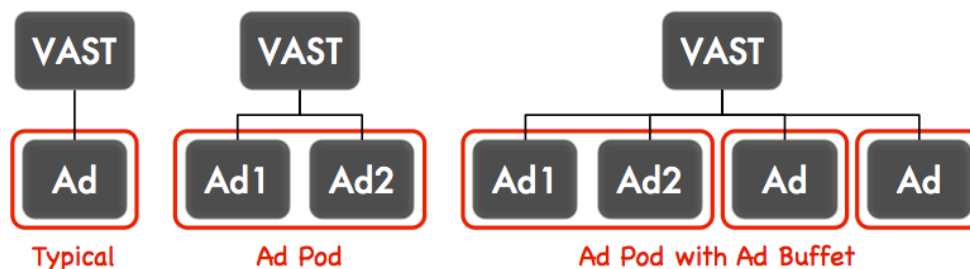 VAST VAST VAST
Ad Ad1 Ad2 Ad1 Ad2 Ad Ad
Typical Ad Pod Ad Pod with Ad Buffet